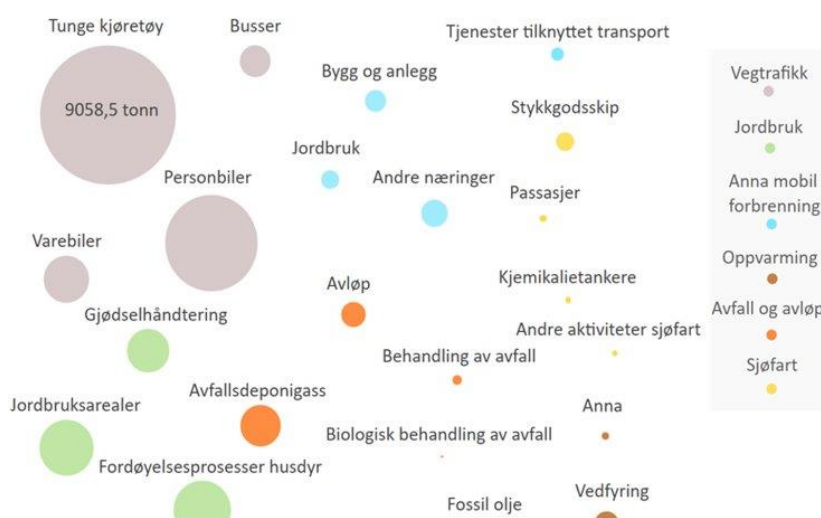 Tunge kjøretøy
9058,5 tonn
Busser
Personbiler
Varebiler
Gjødselhåndtering
Jordbruksarealer
Fordøyelsesprosesser husdyr
Bygg og anlegg
Jordbruk
Andre næringer
Avløp
Behandling av avfall
Avfallsdeponigass
Biologisk behandling av avfall
Tjenester tilknyttet transport
Stykkgodsskip
Passasjer
Kjemikalietankere
Andre aktiviteter sjøfart
Anna
Vedfyring
Fossil olje
Vegtrafikk
Jordbruk
Anna mobil
forbrenning
Oppvarming
Avfall og avløp
Sjøfart